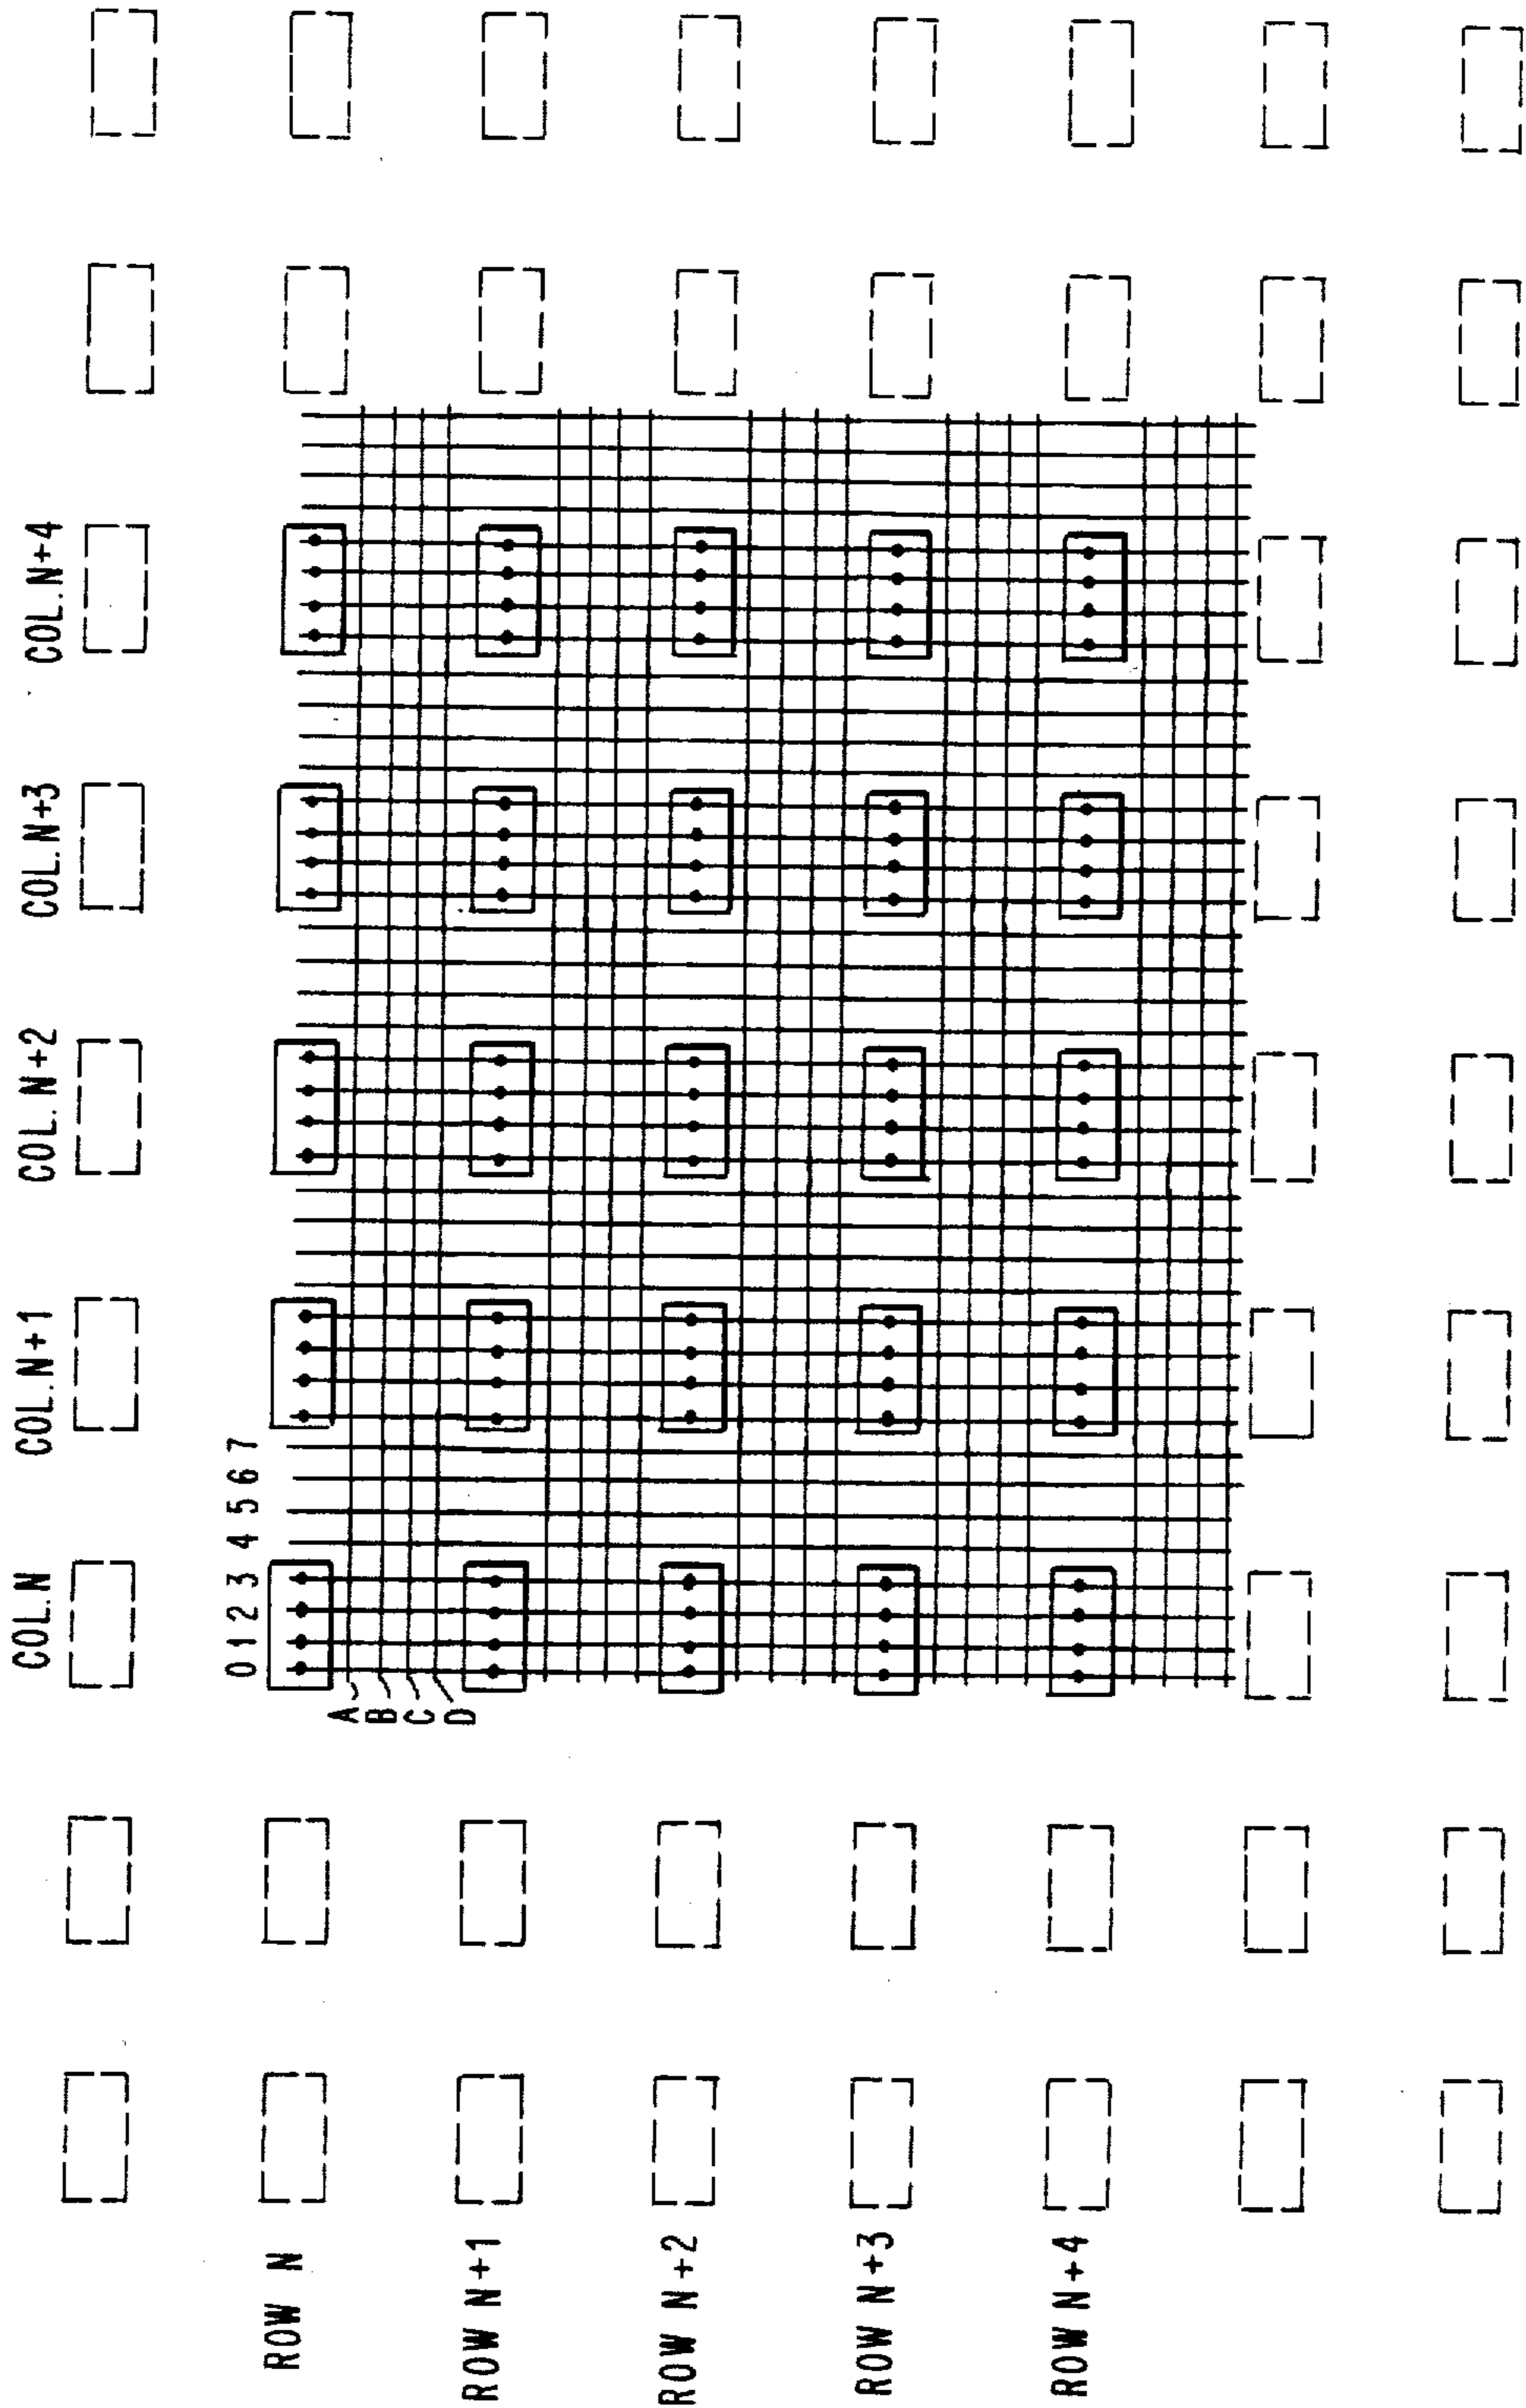 COL.N COL.N+1 COL.N+2 COL.N+3 COL.N+4
0 1 2 3 4 5 6 7
ROW N
A
B
C
D
ROW N+1
ROW N+2
ROW N+3
ROW N+4